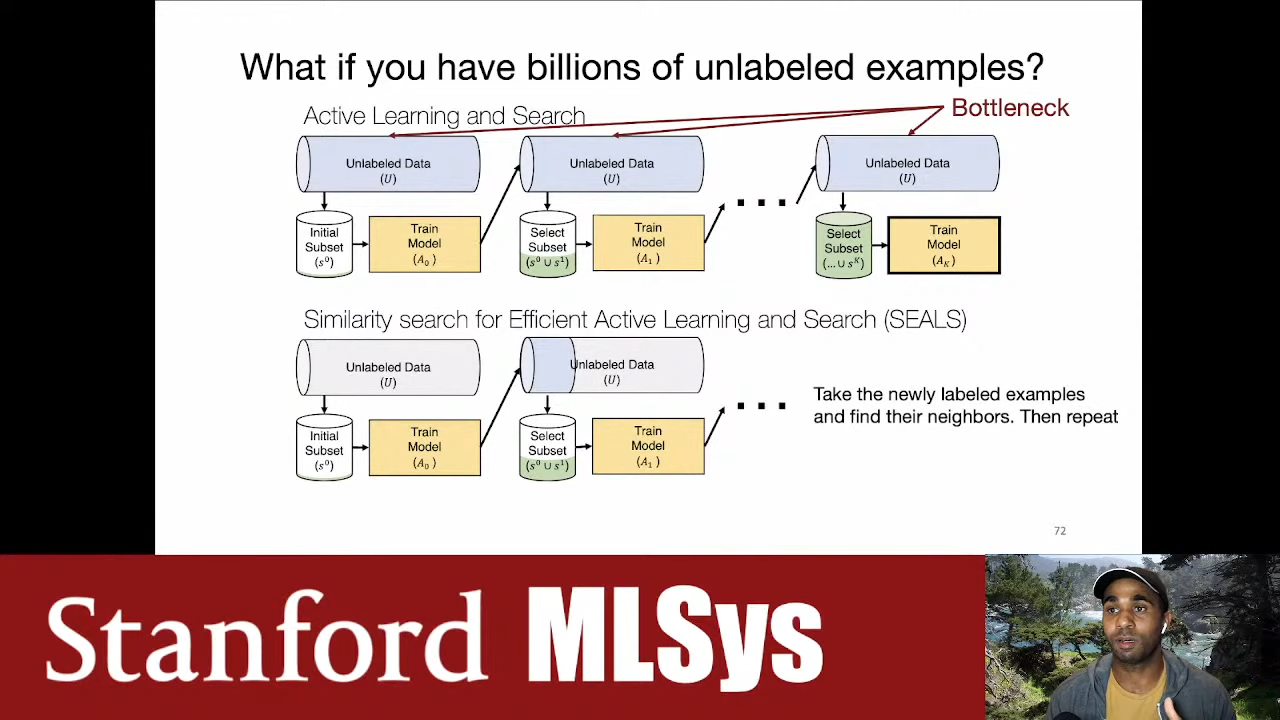 What if you have billions of unlabeled examples?
Active Learning and Search
Bottleneck
Unlabeled Data
(U)
Unlabeled Data
(U)
Unlabeled Data
(U)
Initial
Subset
(s⁰)
Train
Model
(A₀ )
Select
Subset
(s⁰ ∪ s¹)
Train
Model
(A₁ )
. . .
Select
Subset
(... ∪ sᴷ)
Train
Model
(A_K)
Similarity search for Efficient Active Learning and Search (SEALS)
Unlabeled Data
(U)
Unlabeled Data
(U)
Initial
Subset
(s⁰)
Train
Model
(A₀ )
Select
Subset
(s⁰ ∪ s¹)
Train
Model
(A₁ )
. . .
Take the newly labeled examples
and find their neighbors. Then repeat
72
Stanford MLSys